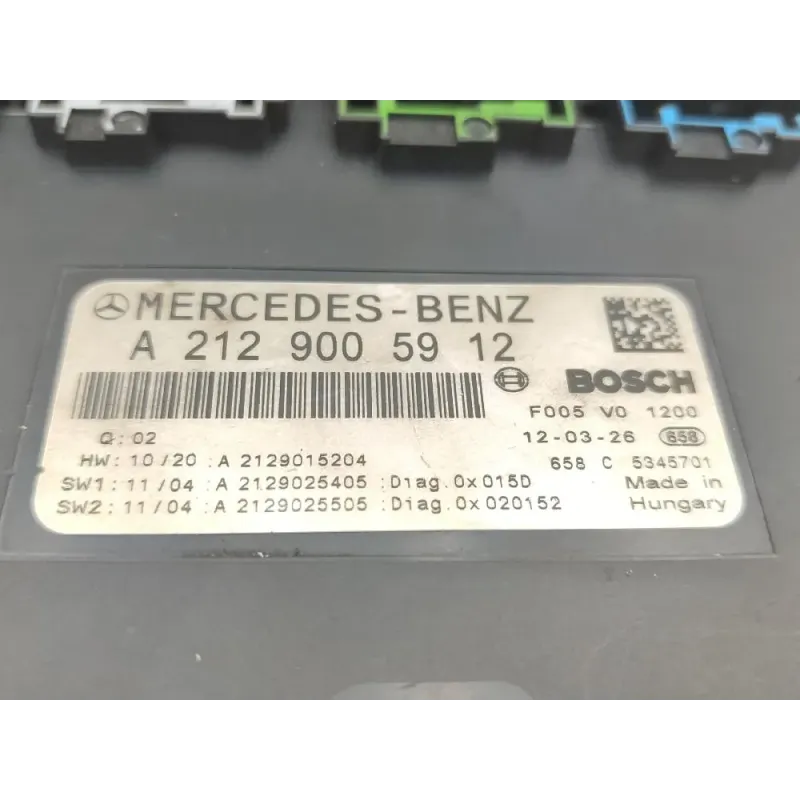 MERCEDES-BENZ
A 212 900 59 12
BOSCH
F005 V0 1200
Q: 02
12-03-26 658
HW: 10/20 :A 2129015204
658 C 5345701
SW1: 11/04 :A 2129025405 :Diag.0x015D
Made in
SW2: 11/04 :A 2129025505 :Diag.0x020152
Hungary